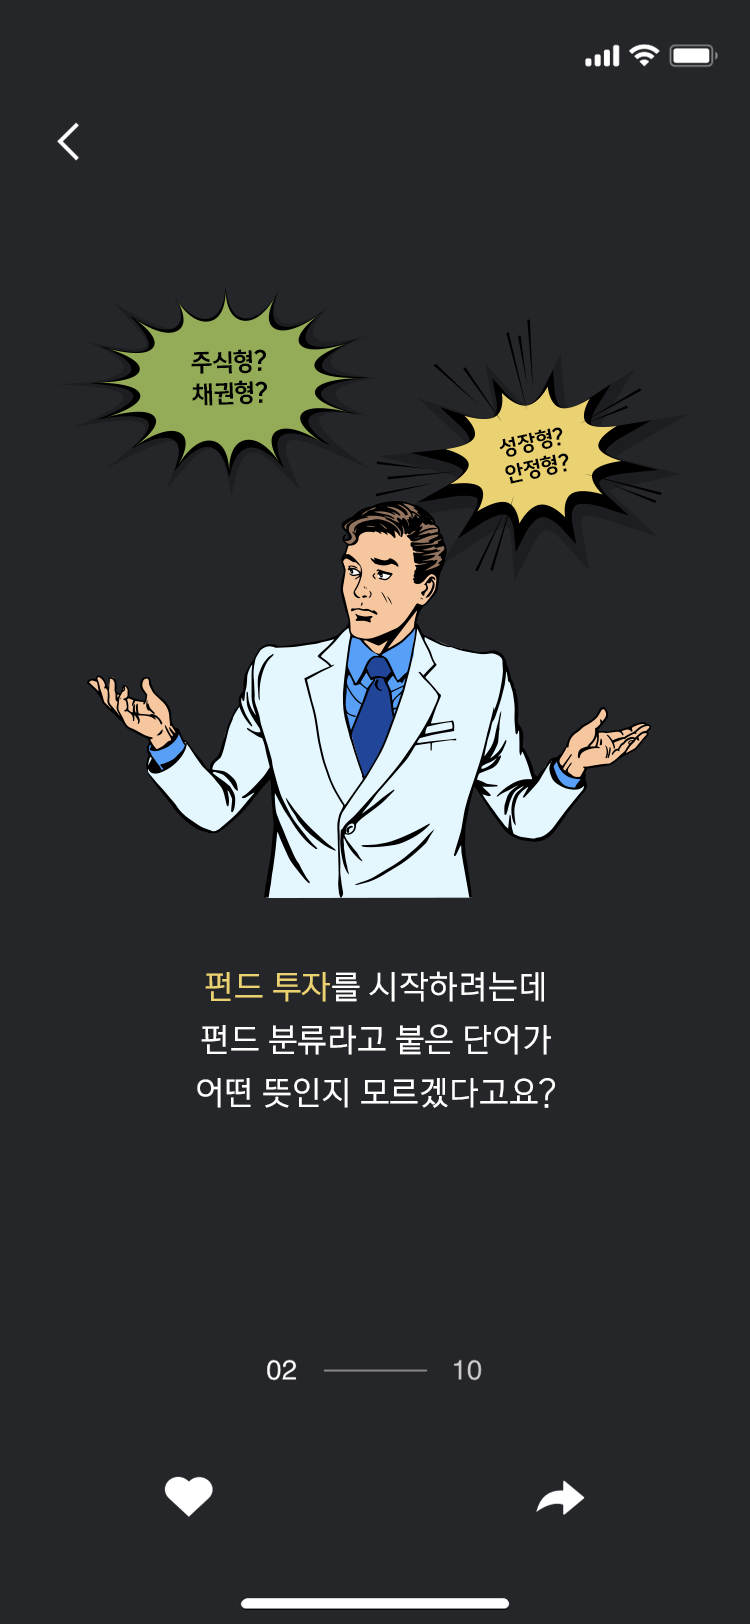 주식형?
채권형?
성장형?
안정형?
펀드 투자를 시작하려는데
펀드 분류라고 붙은 단어가
어떤 뜻인지 모르겠다고요?
02 10